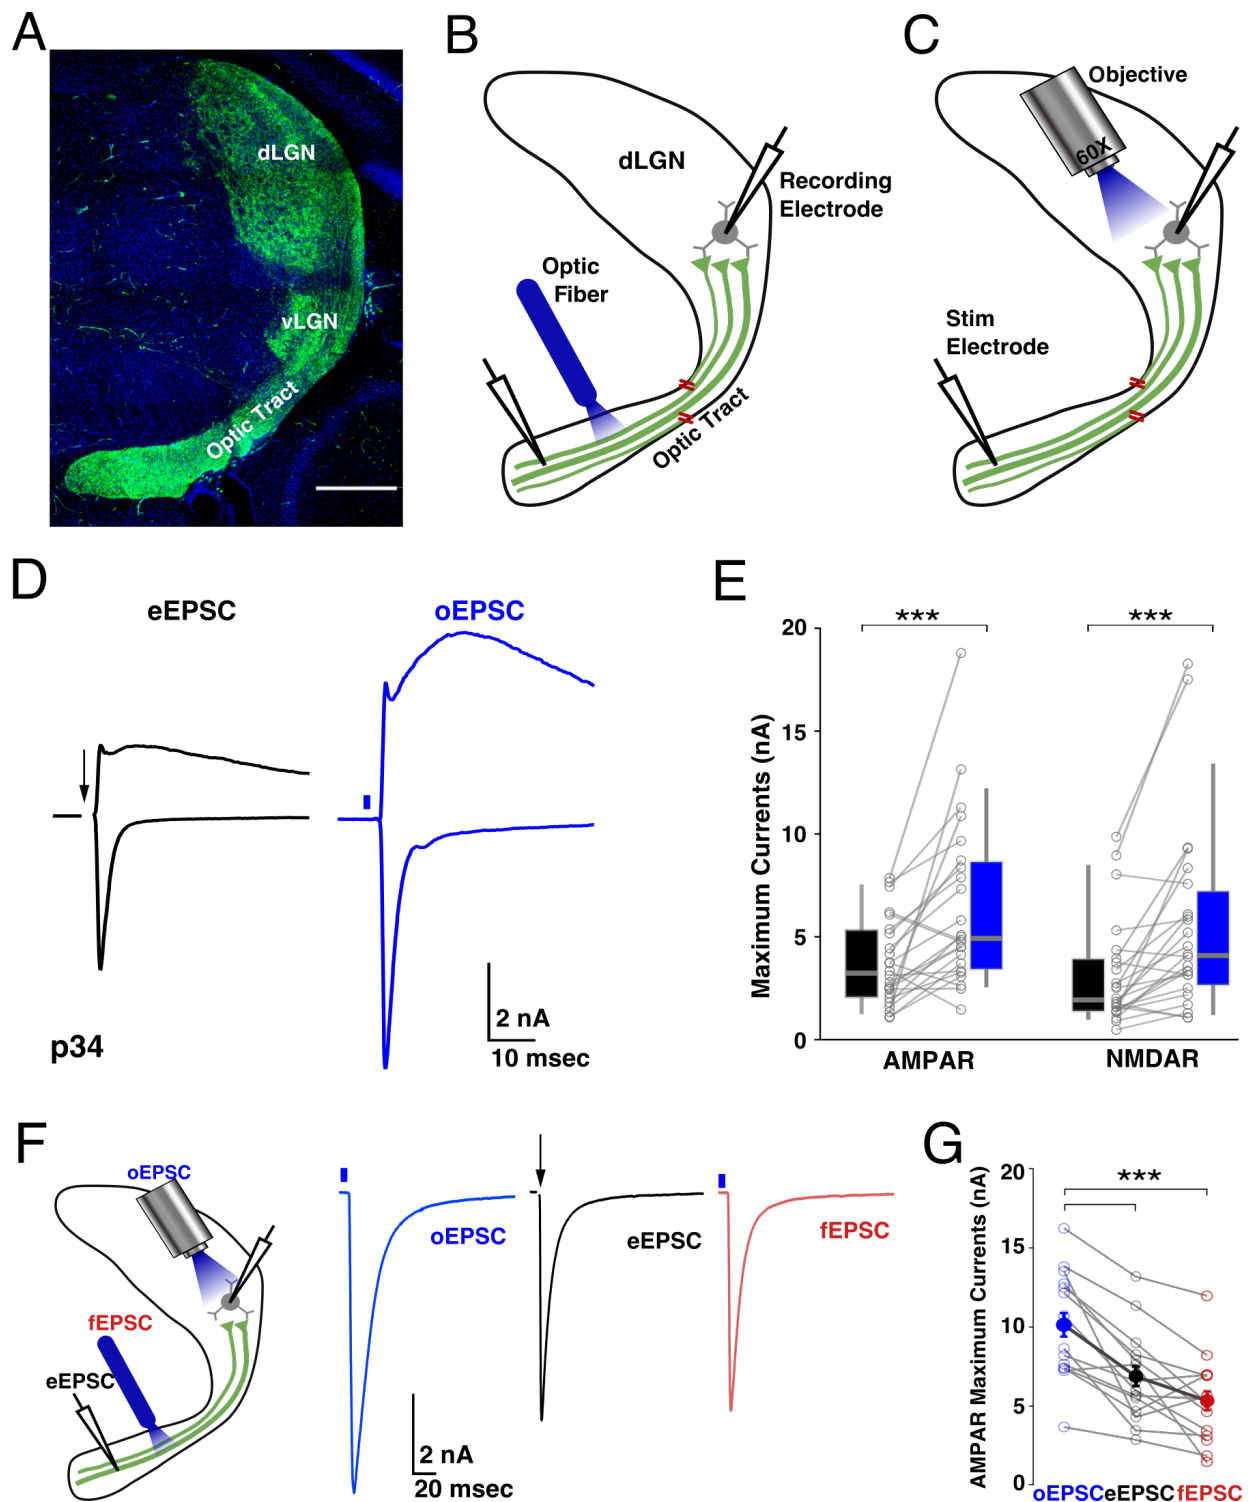 A
dLGN
vLGN
Optic Tract
B
dLGN
Recording
Electrode
Optic
Fiber
Optic Tract
C
Objective
60X
Stim
Electrode
D
eEPSC
oEPSC
2 nA
10 msec
p34
E
***
***
Maximum Currents (nA)
20
15
10
5
0
AMPAR
NMDAR
F
oEPSC
fEPSC
eEPSC
oEPSC
eEPSC
fEPSC
2 nA
20 msec
G
***
AMPAR Maximum Currents (nA)
20
15
10
5
0
oEPSC
eEPSC
fEPSC